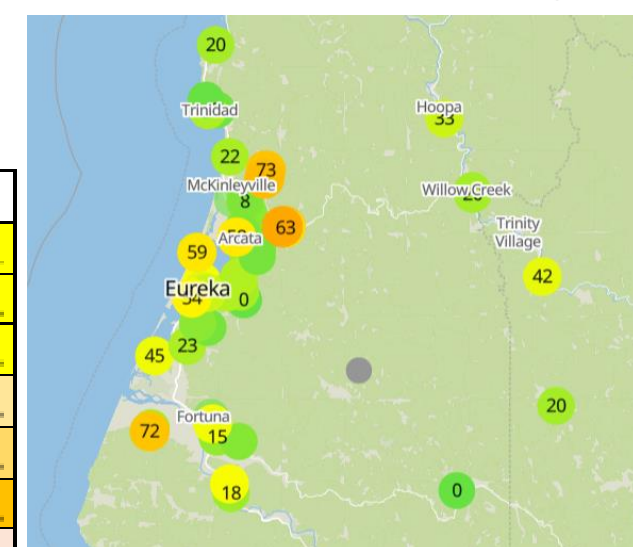 20
Trinidad
Hoopa
33
22
73
McKinleyville
8
Willow Creek
Trinity
Village
63
Arcata
59
42
Eureka
54
0
23
45
20
Fortuna
72
15
18
0